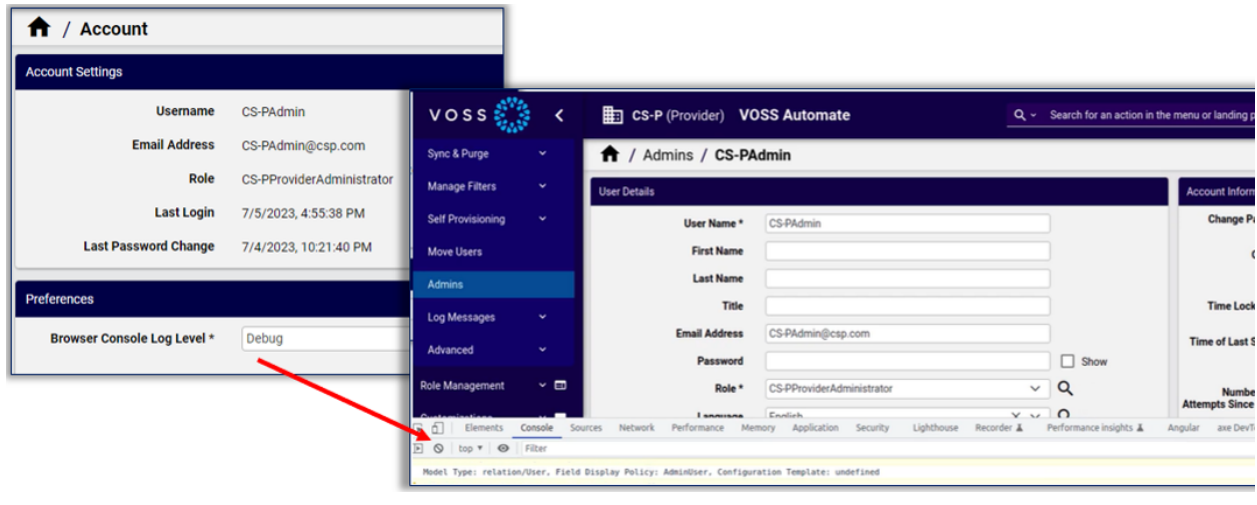 / Account
Account Settings
Username CS-PAdmin
Email Address CS-PAdmin@csp.com
Role CS-PProviderAdministrator
Last Login 7/5/2023, 4:55:38 PM
Last Password Change 7/4/2023, 10:21:40 PM
Preferences
Browser Console Log Level * Debug
VOSS
CS-P (Provider) VOSS Automate
Search for an action in the menu or landing p
Sync & Purge
Manage Filters
Self Provisioning
Move Users
Admins
Log Messages
Advanced
Role Management
Customizations
/ Admins / CS-PAdmin
User Details
User Name * CS-PAdmin
First Name
Last Name
Title
Email Address CS-PAdmin@csp.com
Password Show
Role * CS-PProviderAdministrator
Language English
Account Inform
Change Pa
Time Lock
Time of Last S
Numbe
Attempts Since
Elements Console Sources Network Performance Memory Application Security Lighthouse Recorder Performance insights Angular axe DevT
top Filter
Model Type: relation/User, Field Display Policy: AdminUser, Configuration Template: undefined